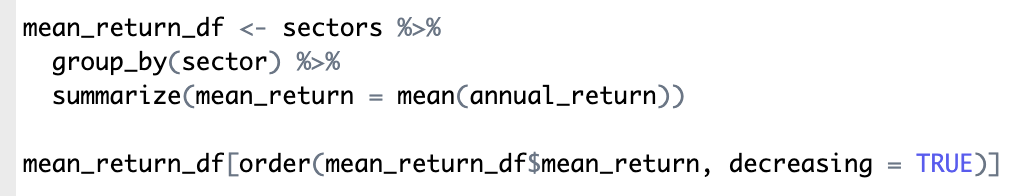 mean_return_df <- sectors %>%
  group_by(sector) %>%
  summarize(mean_return = mean(annual_return))

mean_return_df[order(mean_return_df$mean_return, decreasing = TRUE)]